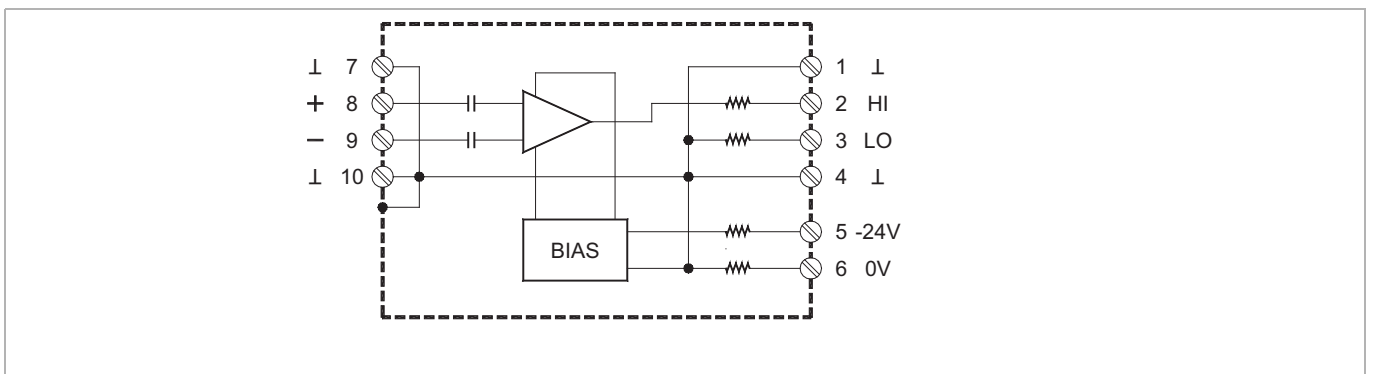 ⊥ 7
+ 8
− 9
⊥ 10
BIAS
1 ⊥
2 HI
3 LO
4 ⊥
5 -24V
6 0V